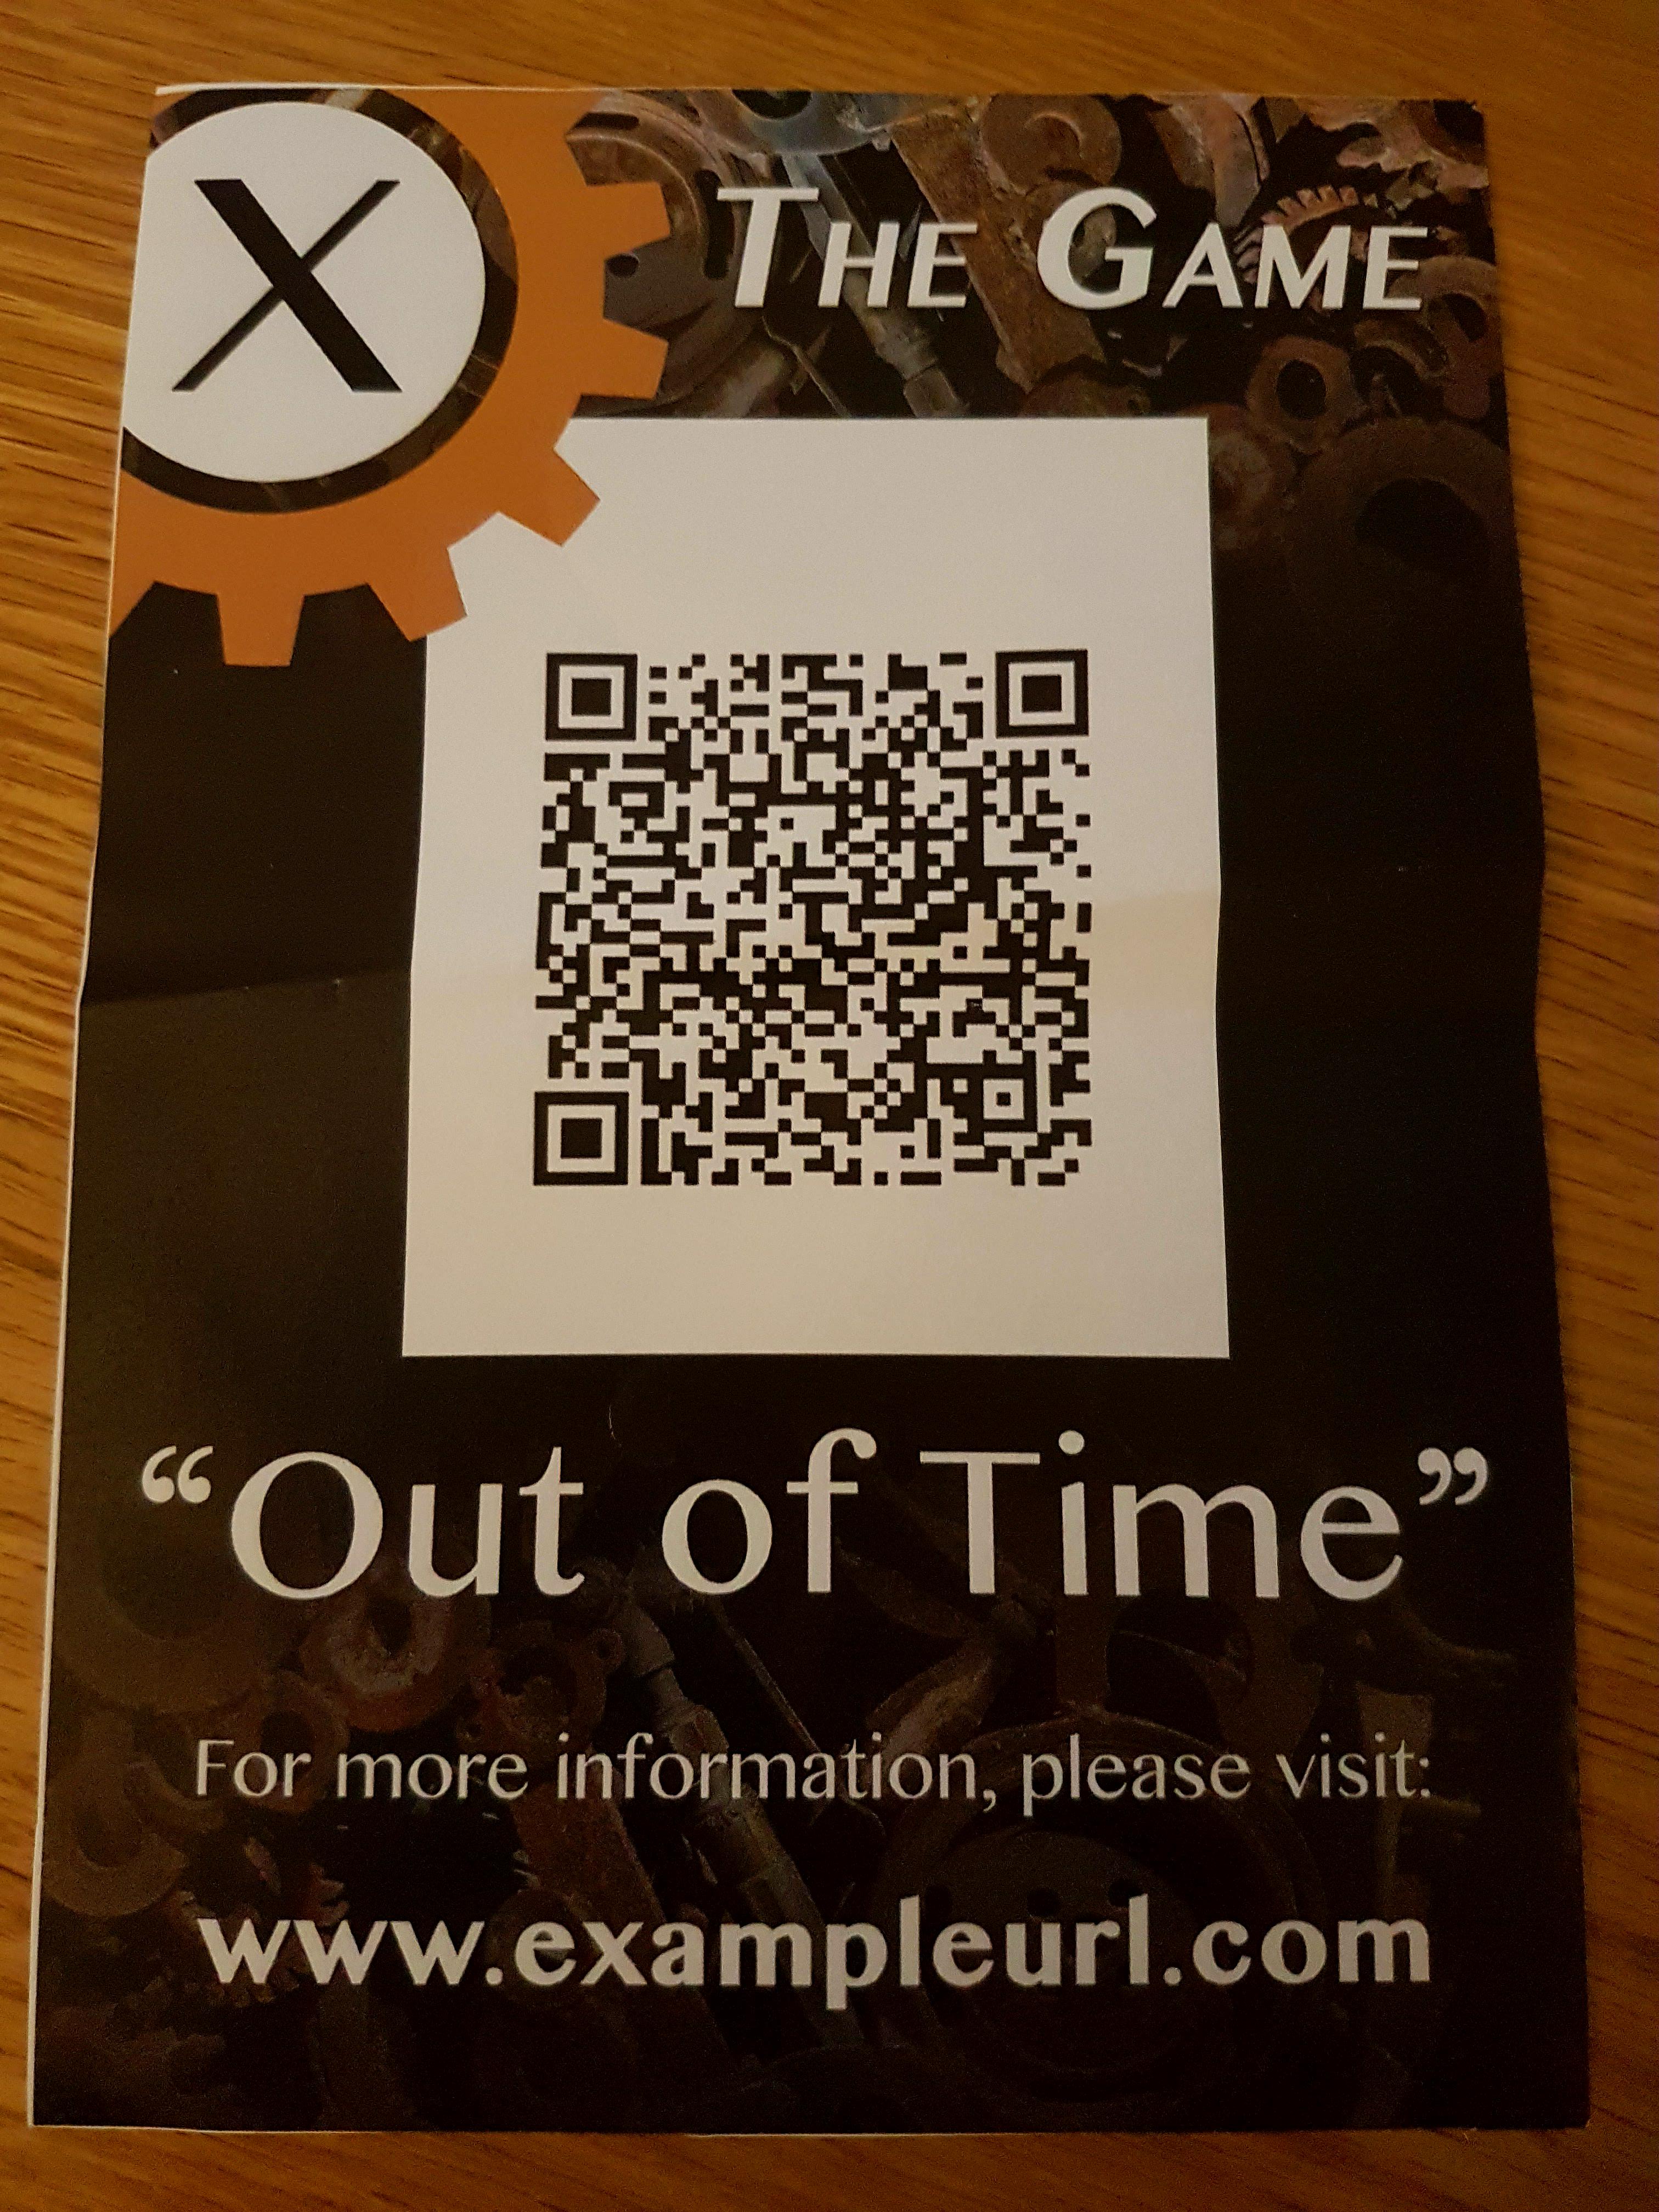 X
THE GAME
“Out of Time”
For more information, please visit:
www.exampleurl.com